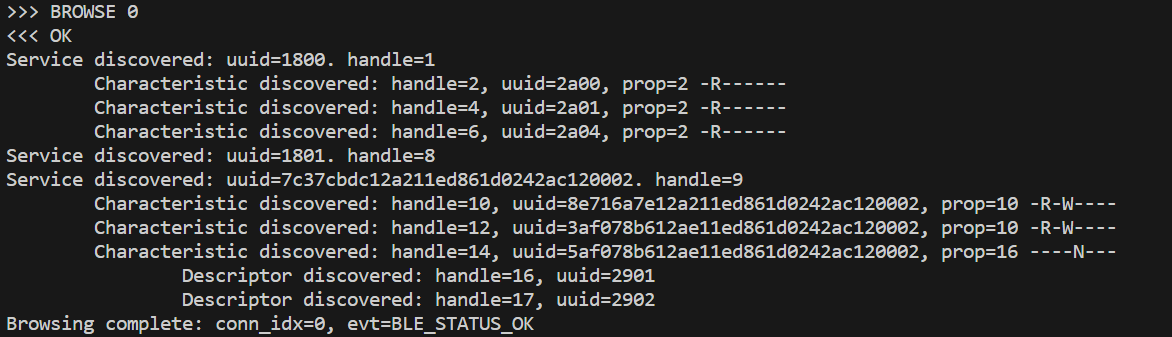 >>> BROWSE 0
<<< OK
Service discovered: uuid=1800. handle=1
Characteristic discovered: handle=2, uuid=2a00, prop=2 -R------
Characteristic discovered: handle=4, uuid=2a01, prop=2 -R------
Characteristic discovered: handle=6, uuid=2a04, prop=2 -R------
Service discovered: uuid=1801. handle=8
Service discovered: uuid=7c37cbdc12a211ed861d0242ac120002. handle=9
Characteristic discovered: handle=10, uuid=8e716a7e12a211ed861d0242ac120002, prop=10 -R-W----
Characteristic discovered: handle=12, uuid=3af078b612ae11ed861d0242ac120002, prop=10 -R-W----
Characteristic discovered: handle=14, uuid=5af078b612ae11ed861d0242ac120002, prop=16 ----N---
Descriptor discovered: handle=16, uuid=2901
Descriptor discovered: handle=17, uuid=2902
Browsing complete: conn_idx=0, evt=BLE_STATUS_OK